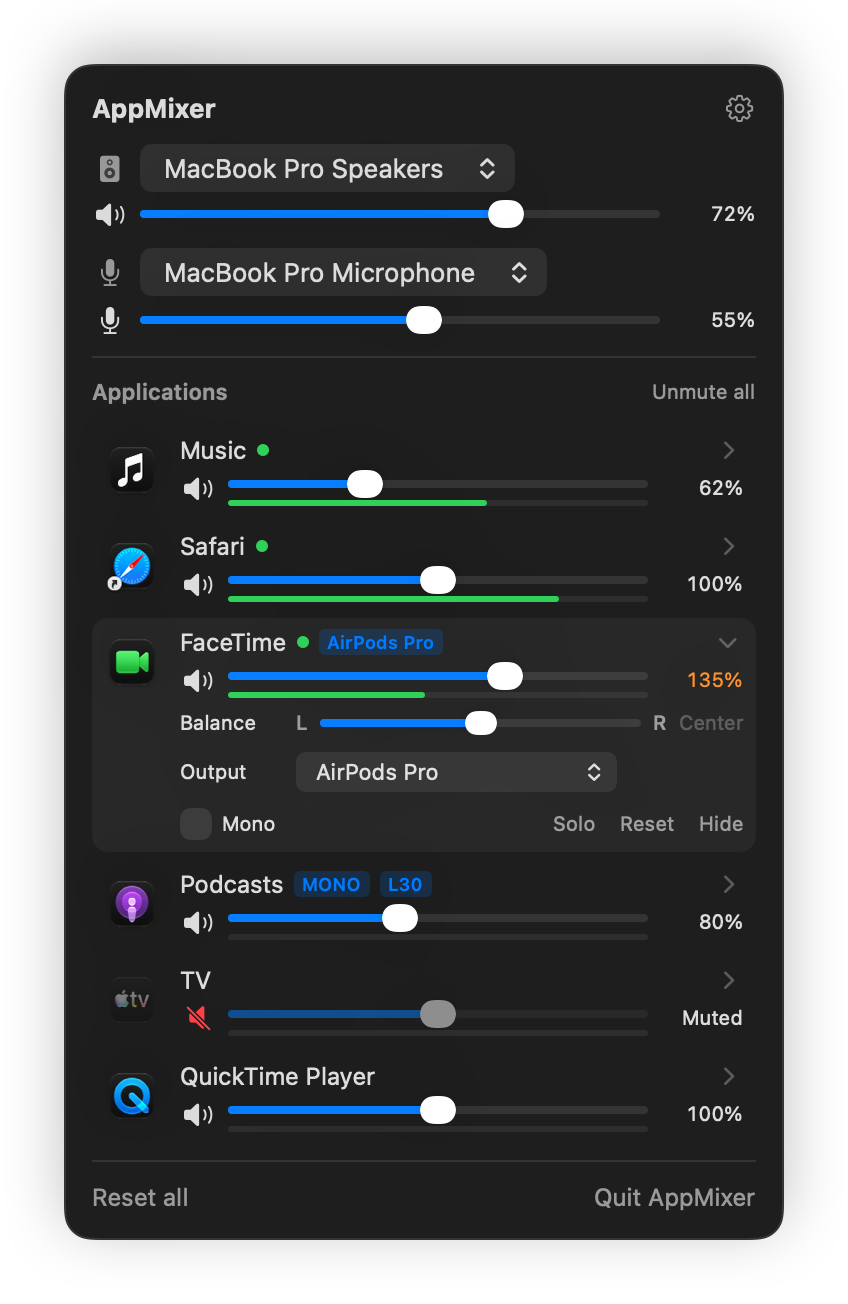 AppMixer
MacBook Pro Speakers
72%
MacBook Pro Microphone
55%
Applications Unmute all
Music
62%
Safari
100%
FaceTime AirPods Pro
135%
Balance L R Center
Output AirPods Pro
Mono Solo Reset Hide
Podcasts MONO L30
80%
tv TV
Muted
QuickTime Player
100%
Reset all Quit AppMixer